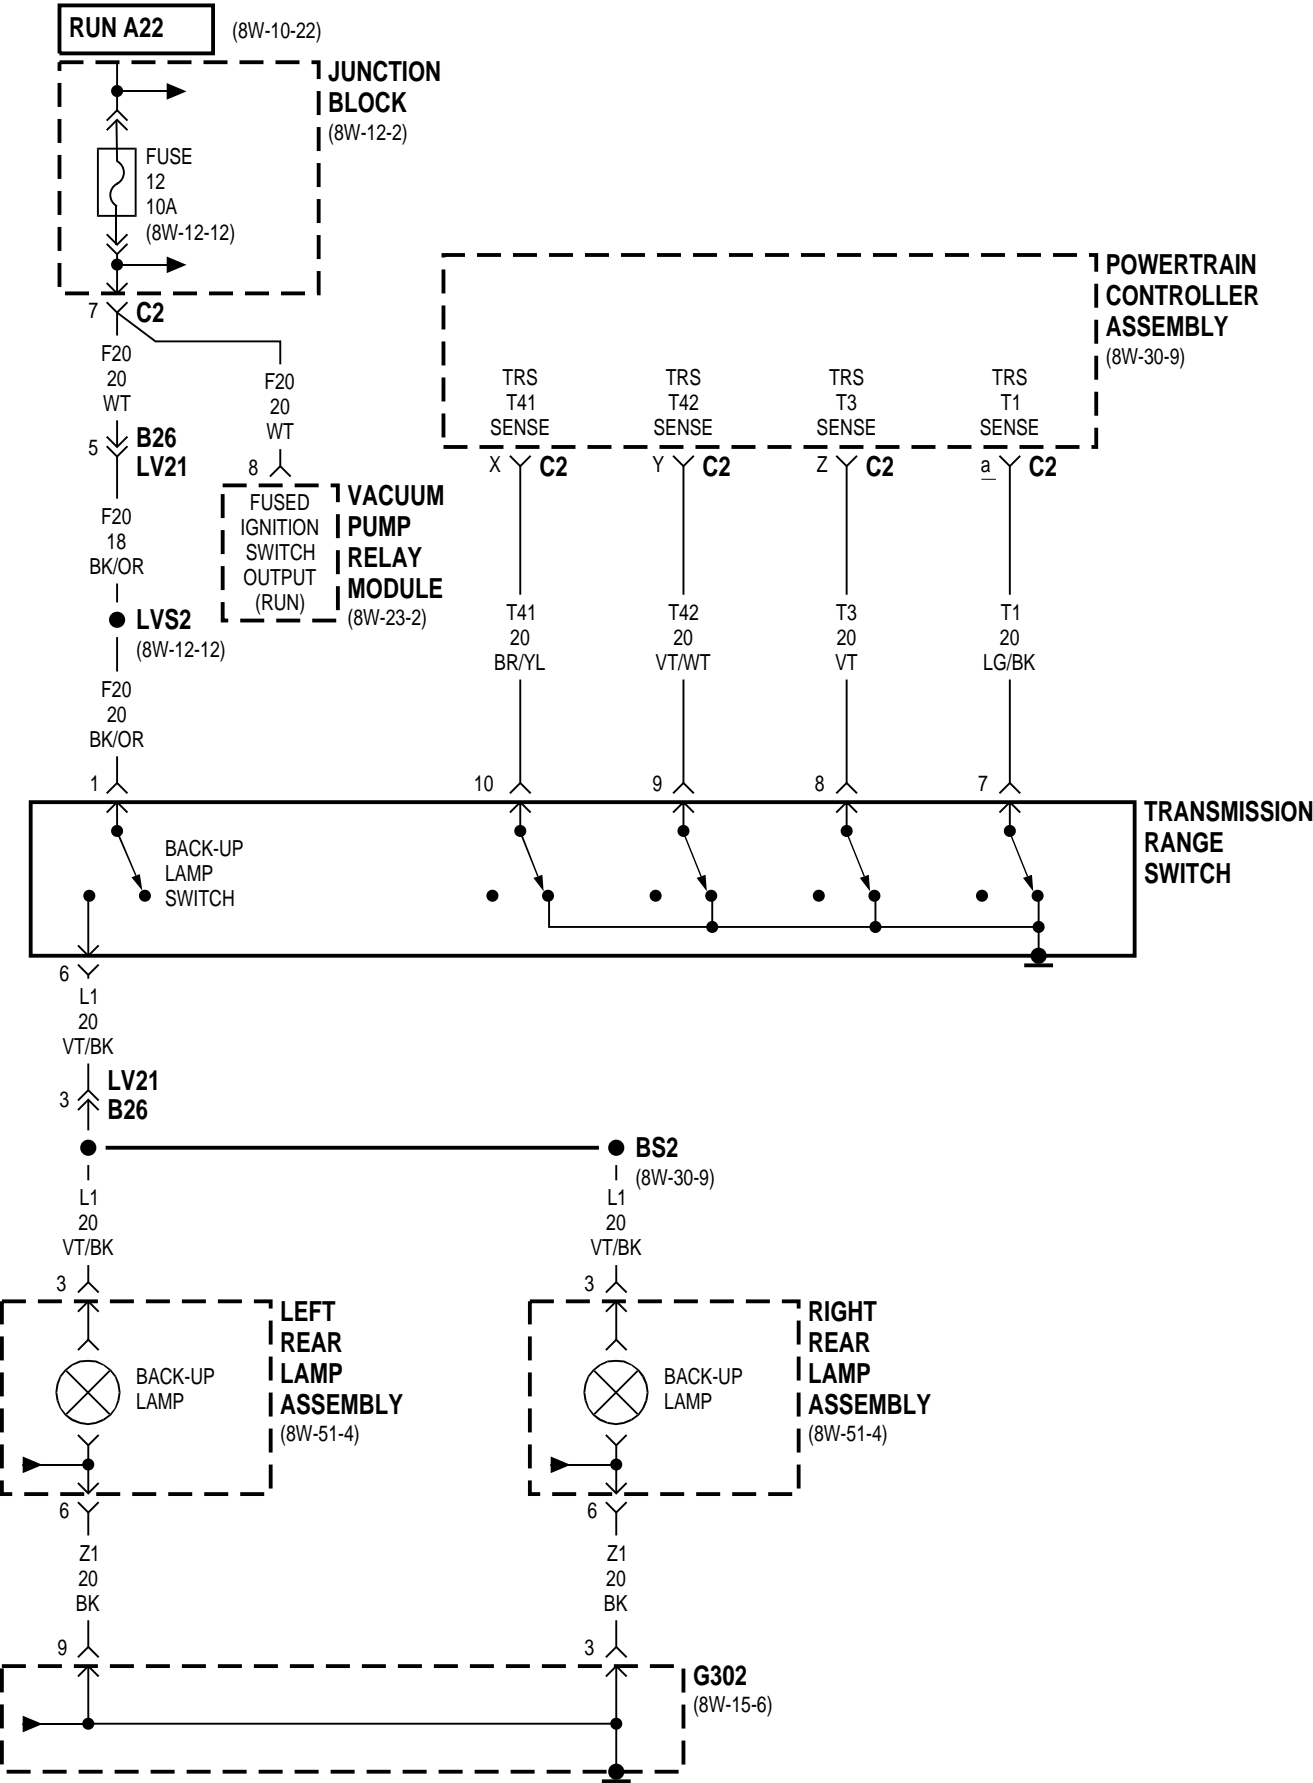 RUN A22
(8W-10-22)
JUNCTION
BLOCK
(8W-12-2)
FUSE
12
10A
(8W-12-12)
7
C2
F20
20
WT
F20
20
WT
5
B26
LV21
8
FUSED
IGNITION
SWITCH
OUTPUT
(RUN)
VACUUM
PUMP
RELAY
MODULE
(8W-23-2)
F20
18
BK/OR
LVS2
(8W-12-12)
F20
20
BK/OR
1
POWERTRAIN
CONTROLLER
ASSEMBLY
(8W-30-9)
TRS
T41
SENSE
TRS
T42
SENSE
TRS
T3
SENSE
TRS
T1
SENSE
X
C2
Y
C2
Z
C2
a
C2
T41
20
BR/YL
T42
20
VT/WT
T3
20
VT
T1
20
LG/BK
10
9
8
7
TRANSMISSION
RANGE
SWITCH
BACK-UP
LAMP
SWITCH
6
L1
20
VT/BK
3
LV21
B26
BS2
(8W-30-9)
L1
20
VT/BK
L1
20
VT/BK
3
3
LEFT
REAR
LAMP
ASSEMBLY
(8W-51-4)
BACK-UP
LAMP
RIGHT
REAR
LAMP
ASSEMBLY
(8W-51-4)
BACK-UP
LAMP
6
6
Z1
20
BK
Z1
20
BK
9
3
G302
(8W-15-6)